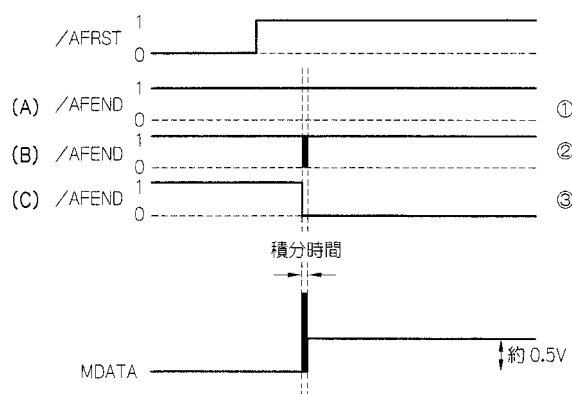 /AFRST 1
0
(A) /AFEND 1
0 ①
(B) /AFEND 1
0 ②
(C) /AFEND 1
0 ③
積分時間
MDATA 約0.5V